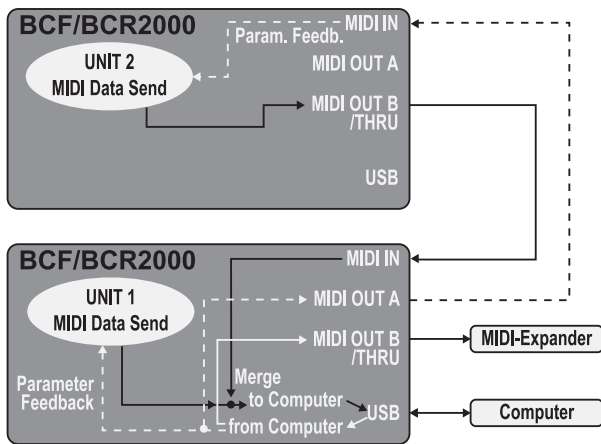 BCF/BCR2000
MIDI IN
Param. Feedb.
UNIT 2
MIDI Data Send
MIDI OUT A
MIDI OUT B
/THRU
USB
BCF/BCR2000
MIDI IN
UNIT 1
MIDI Data Send
MIDI OUT A
MIDI OUT B
/THRU
MIDI-Expander
Parameter
Feedback
Merge
to Computer
from Computer
USB
Computer